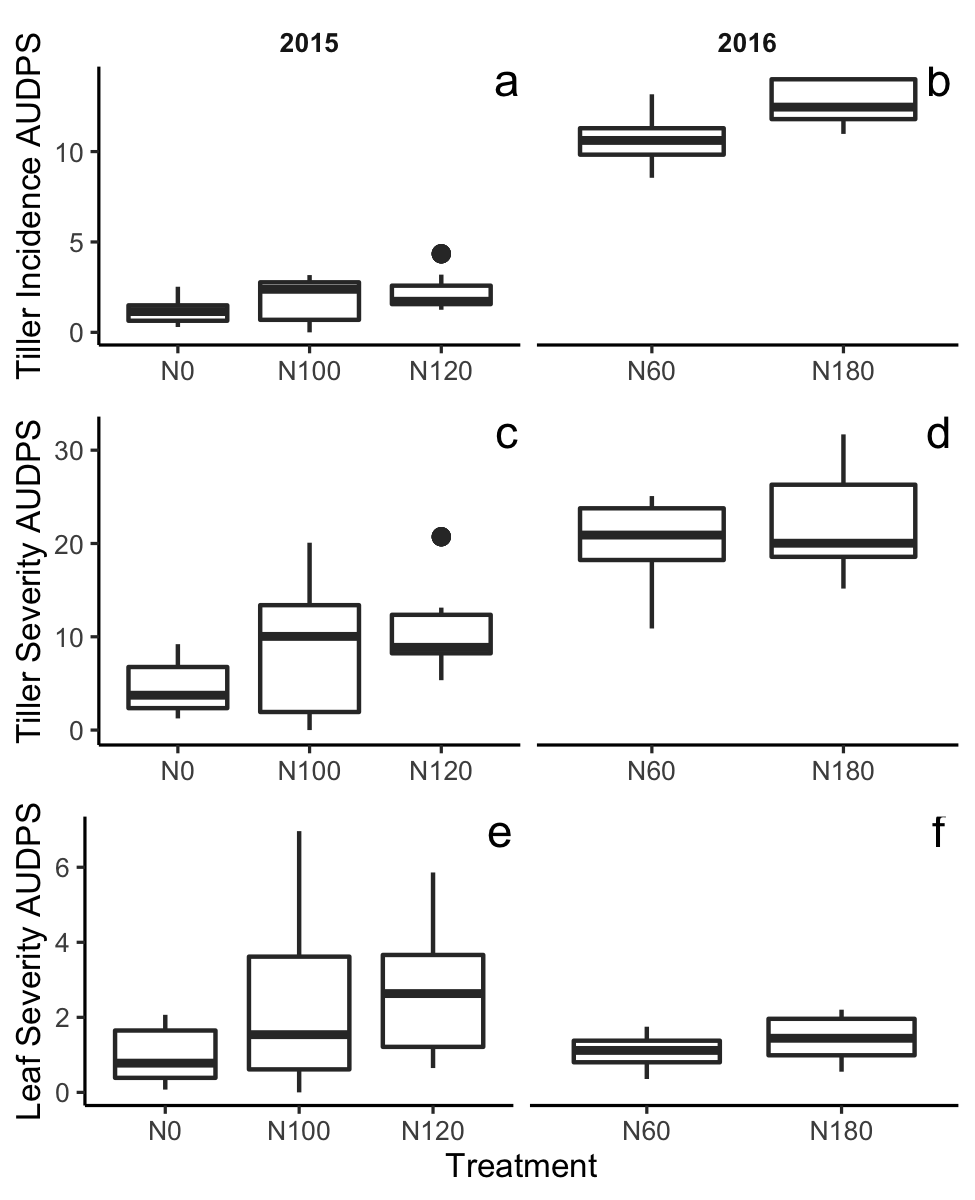 2015
2016
Tiller Incidence AUDPS
a
b
10
5
0
N0
N100
N120
N60
N180
Tiller Severity AUDPS
c
d
30
20
10
0
N0
N100
N120
N60
N180
Leaf Severity AUDPS
e
f
6
4
2
0
N0
N100
N120
N60
N180
Treatment